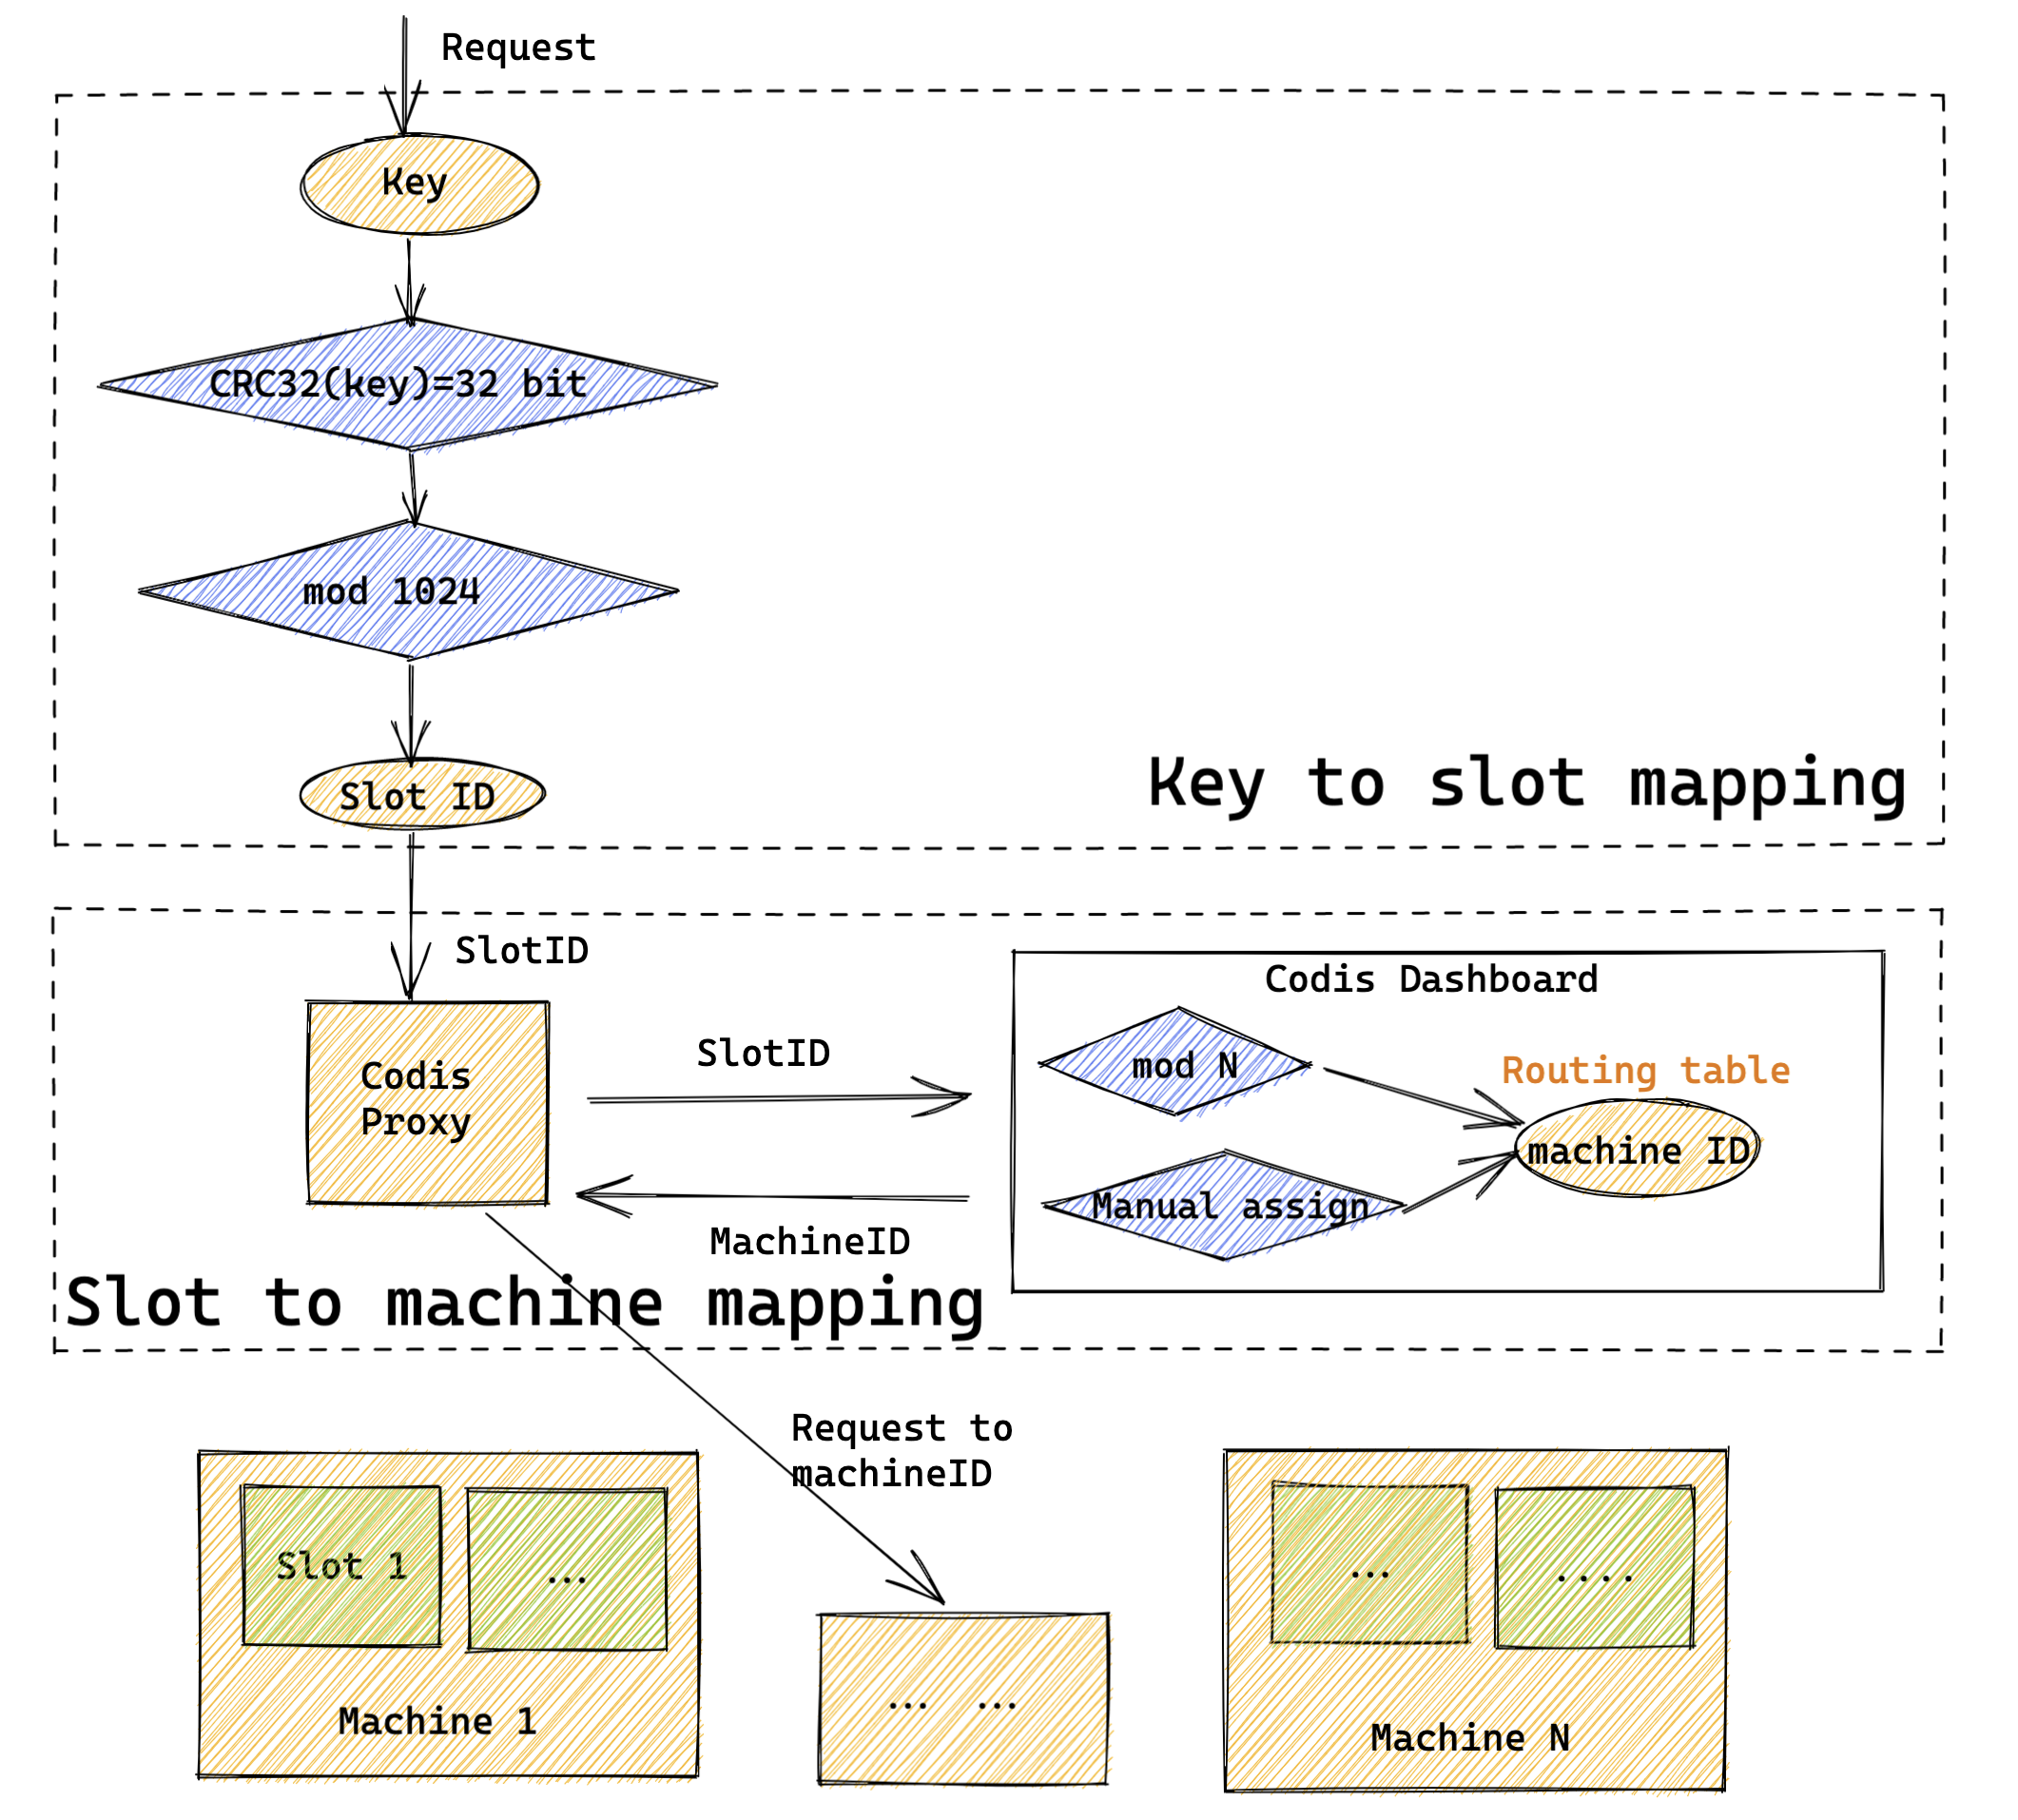 Request
Key
CRC32(key)=32 bit
mod 1024
Slot ID
Key to slot mapping
SlotID
Codis
Proxy
SlotID
MachineID
Codis Dashboard
mod N
Routing table
machine ID
Manual assign
Slot to machine mapping
Request to
machineID
Slot 1
...
Machine 1
... ...
...
....
Machine N